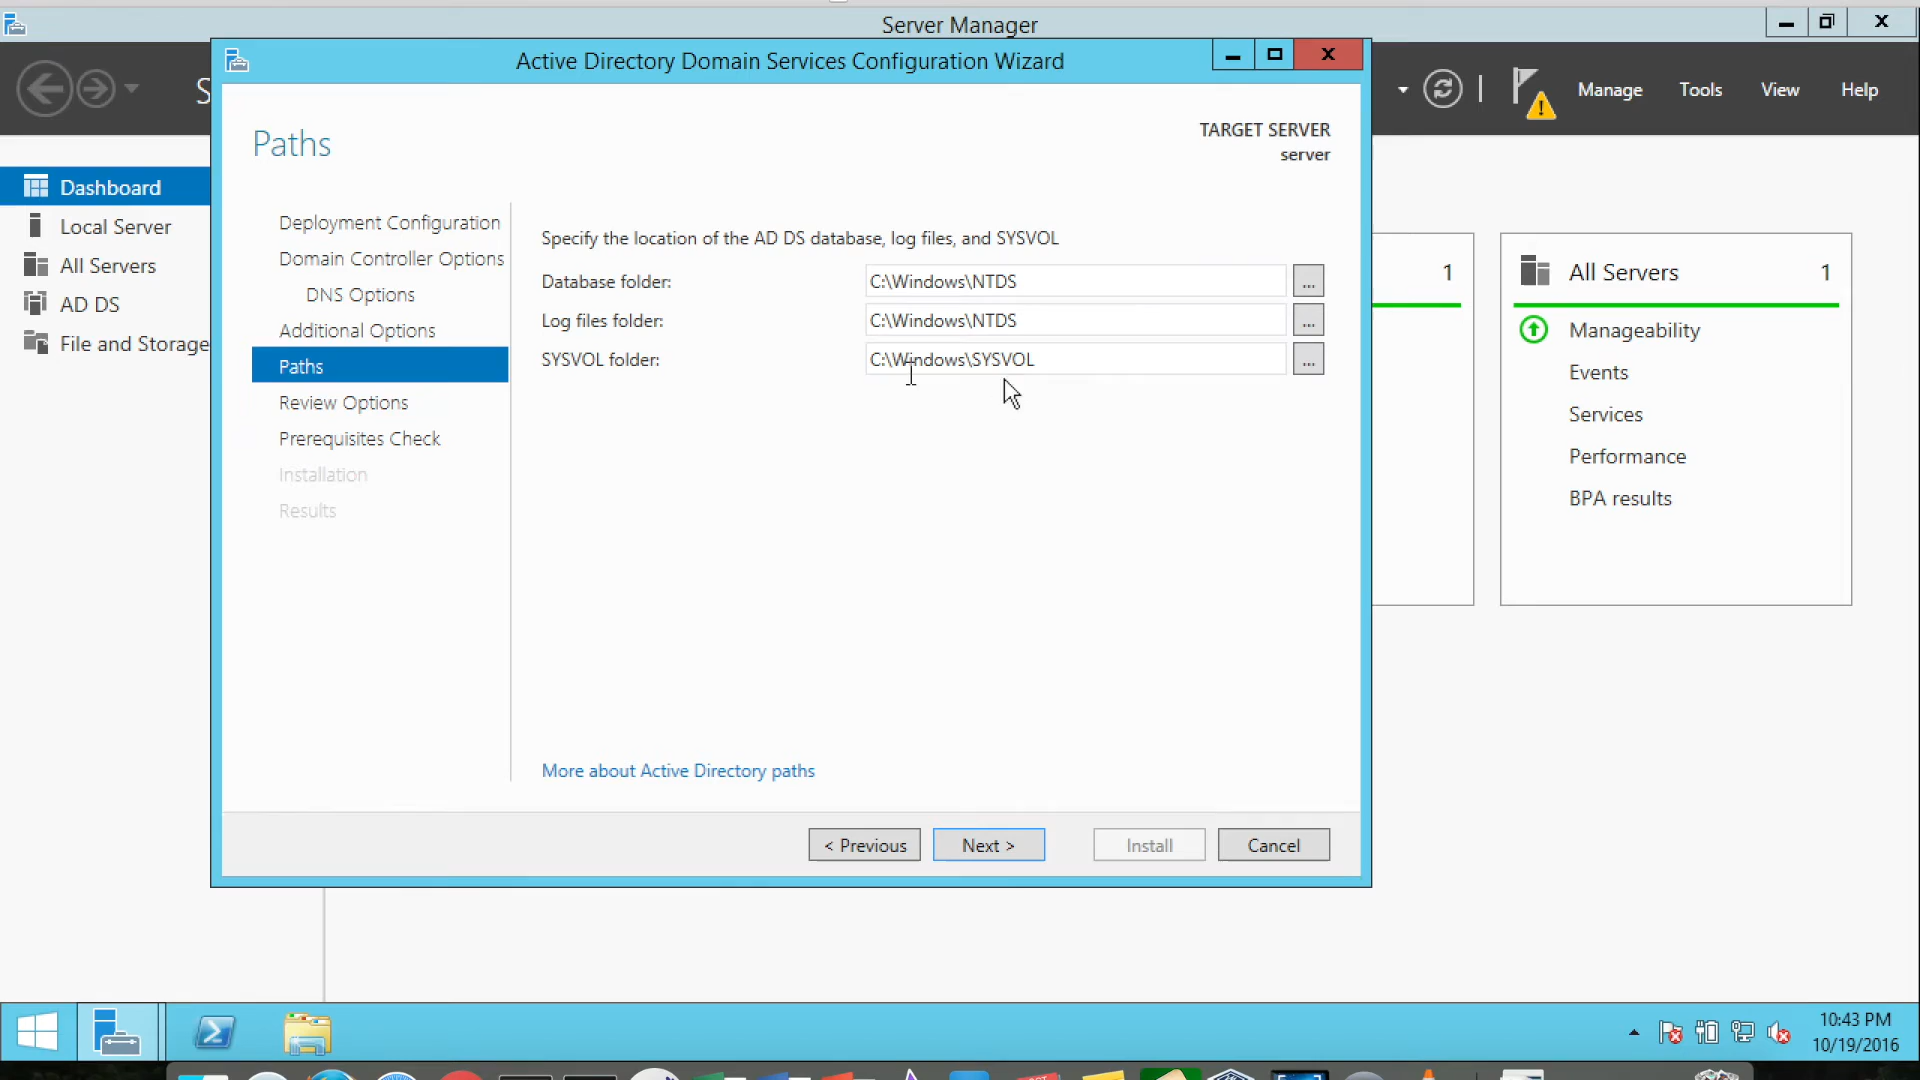 Server Manager
Active Directory Domain Services Configuration Wizard
S
Manage
Tools
View
Help
Paths
TARGET SERVER
server
Dashboard
Local Server
All Servers
AD DS
File and Storage
Deployment Configuration
Domain Controller Options
DNS Options
Additional Options
Paths
Review Options
Prerequisites Check
Installation
Results
Specify the location of the AD DS database, log files, and SYSVOL
Database folder:
C:\Windows\NTDS
...
Log files folder:
C:\Windows\NTDS
...
SYSVOL folder:
C:\Windows\SYSVOL
...
More about Active Directory paths
< Previous
Next >
Install
Cancel
1
All Servers
1
Manageability
Events
Services
Performance
BPA results
10:43 PM
10/19/2016